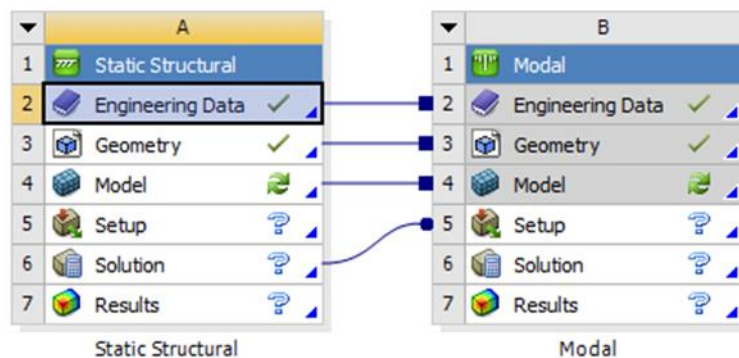 A
1 Static Structural
2 Engineering Data
3 Geometry
4 Model
5 Setup ?
6 Solution ?
7 Results ?
Static Structural
B
1 Modal
2 Engineering Data
3 Geometry
4 Model
5 Setup ?
6 Solution ?
7 Results ?
Modal